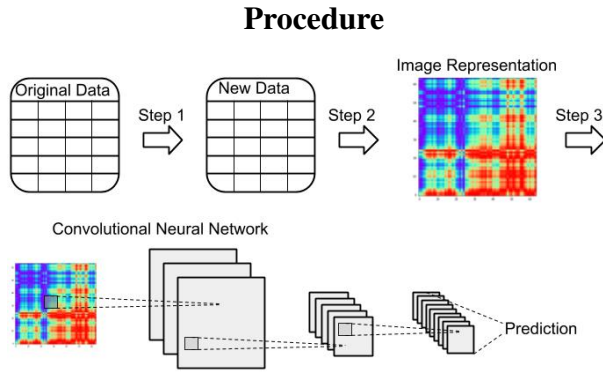 Procedure
Image Representation
Original Data
New Data
Step 1
Step 2
Step 3
Convolutional Neural Network
Prediction